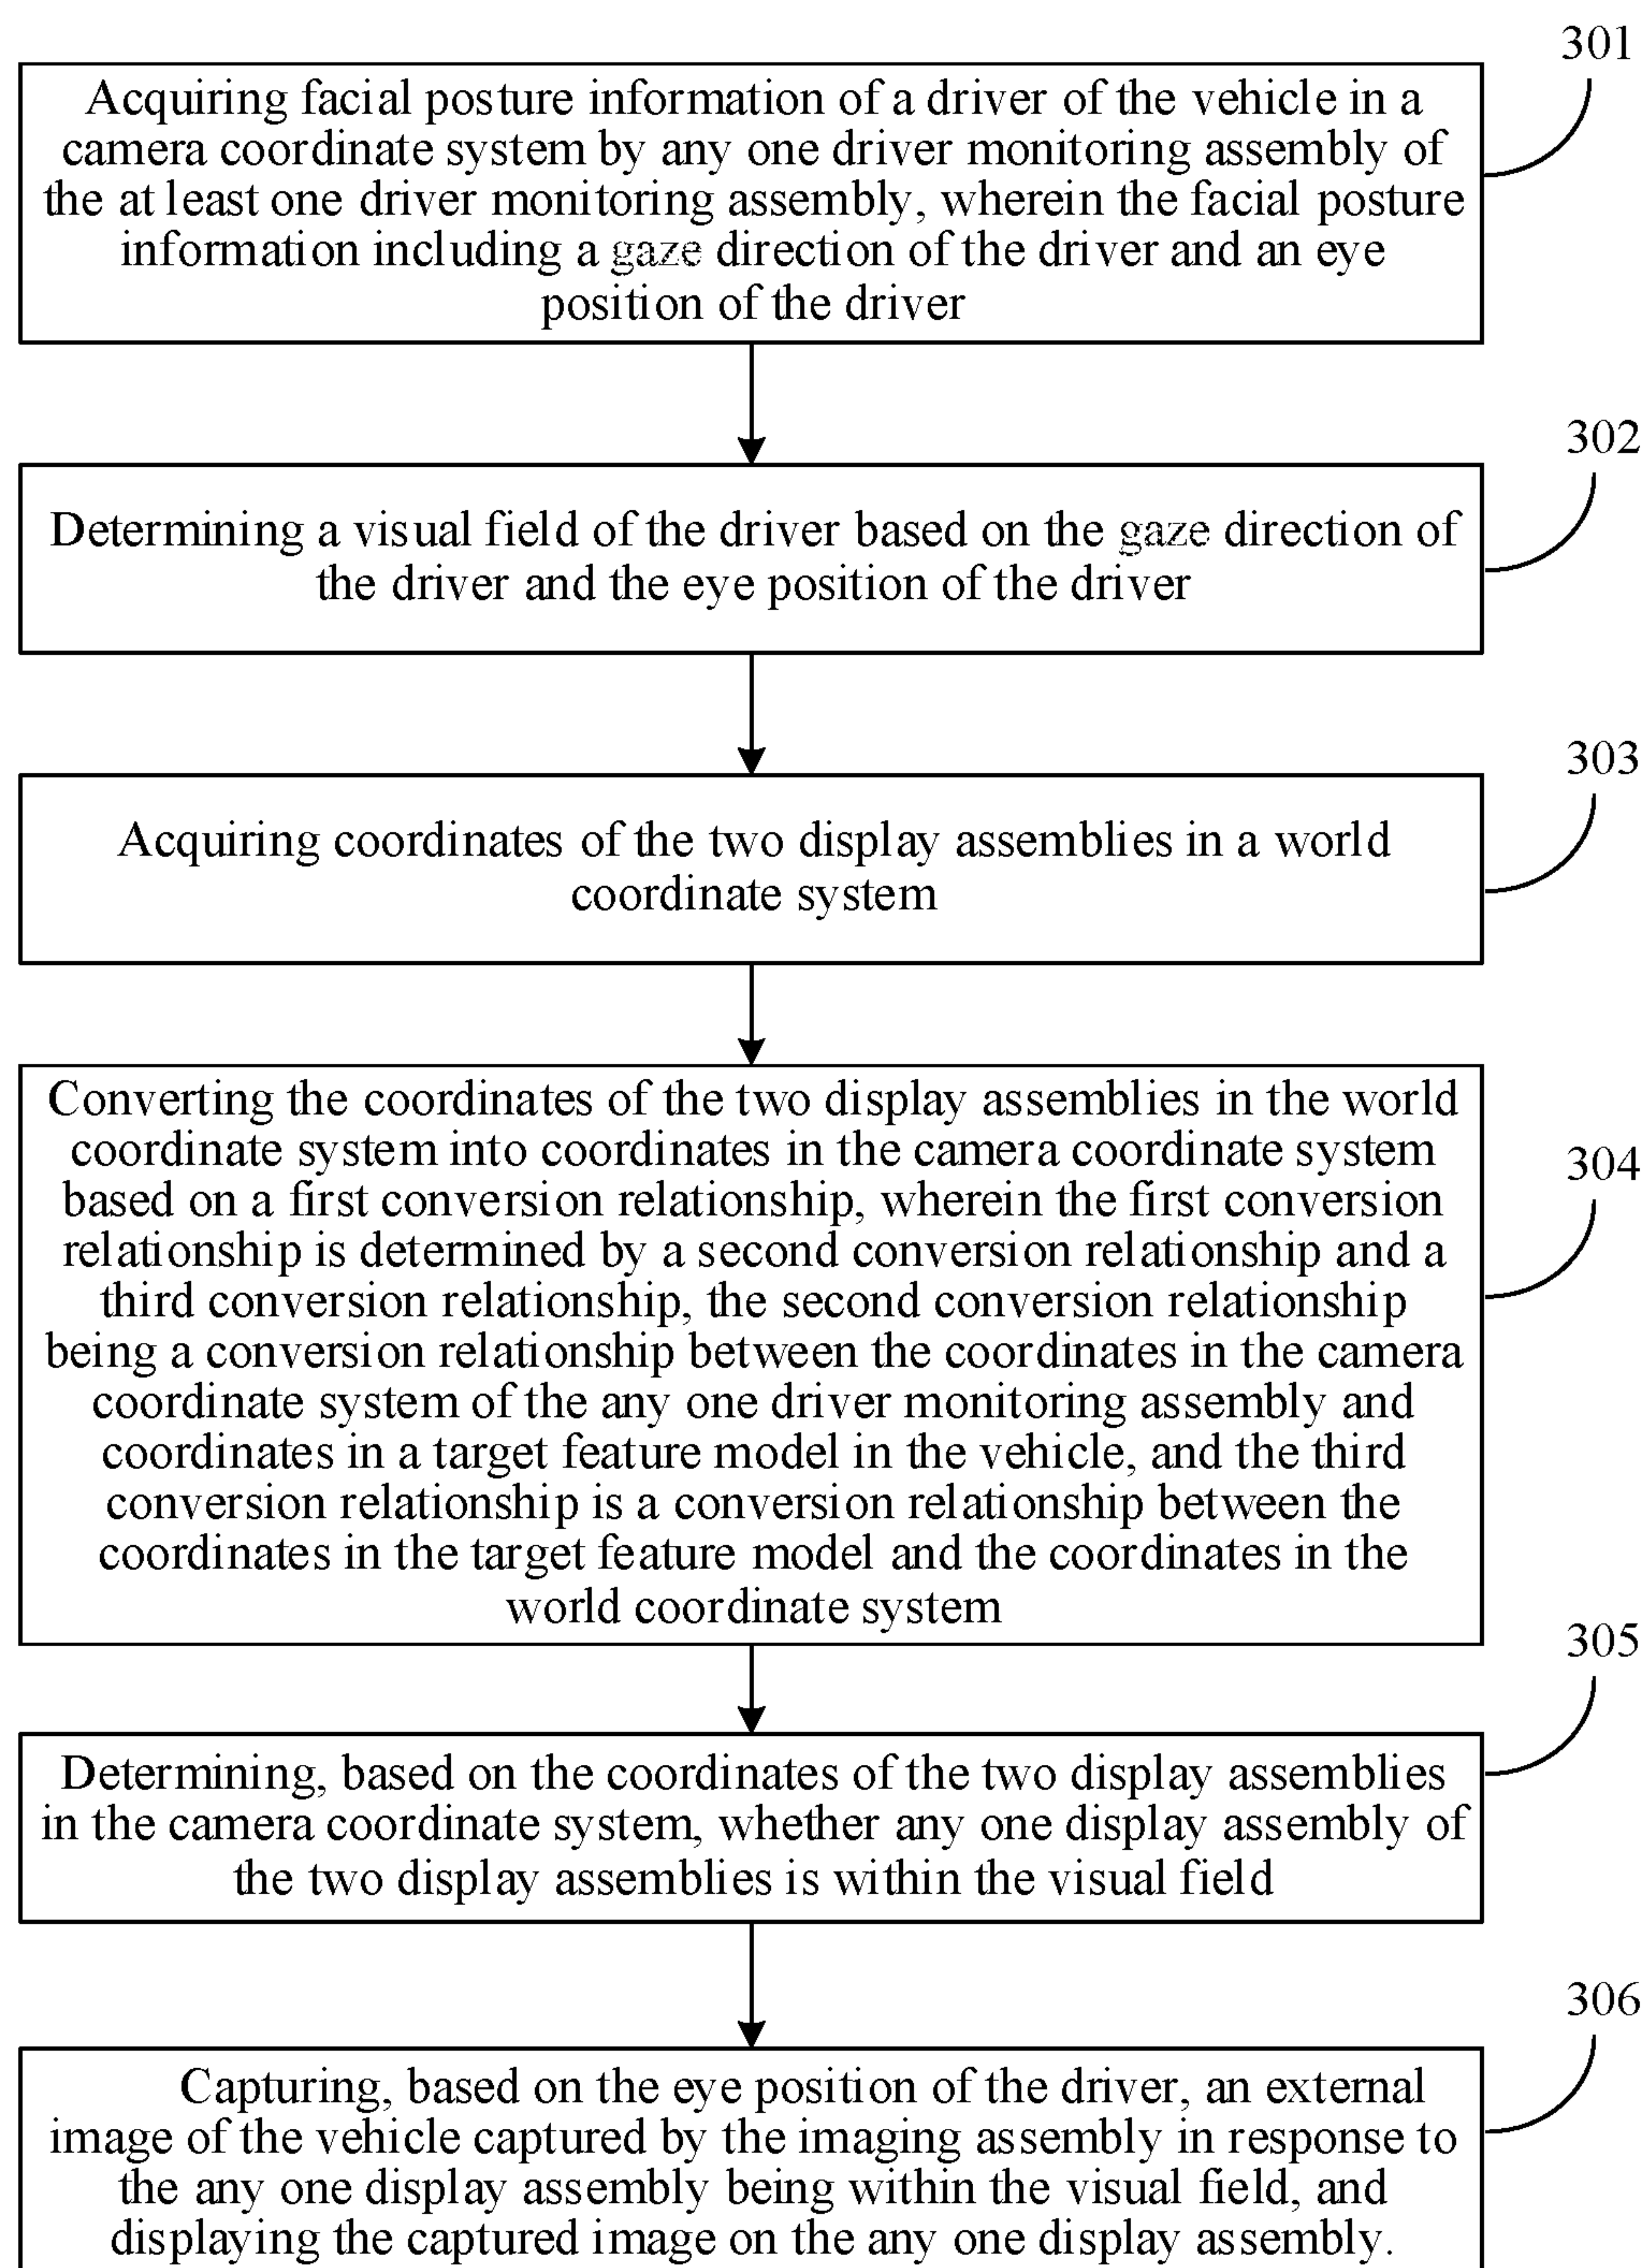 301
Acquiring facial posture information of a driver of the vehicle in a
camera coordinate system by any one driver monitoring assembly of
the at least one driver monitoring assembly, wherein the facial posture
information including a gaze direction of the driver and an eye
position of the driver
302
Determining a visual field of the driver based on the gaze direction of
the driver and the eye position of the driver
303
Acquiring coordinates of the two display assemblies in a world
coordinate system
304
Converting the coordinates of the two display assemblies in the world
coordinate system into coordinates in the camera coordinate system
based on a first conversion relationship, wherein the first conversion
relationship is determined by a second conversion relationship and a
third conversion relationship, the second conversion relationship
being a conversion relationship between the coordinates in the camera
coordinate system of the any one driver monitoring assembly and
coordinates in a target feature model in the vehicle, and the third
conversion relationship is a conversion relationship between the
coordinates in the target feature model and the coordinates in the
world coordinate system
305
Determining, based on the coordinates of the two display assemblies
in the camera coordinate system, whether any one display assembly of
the two display assemblies is within the visual field
306
Capturing, based on the eye position of the driver, an external
image of the vehicle captured by the imaging assembly in response to
the any one display assembly being within the visual field, and
displaying the captured image on the any one display assembly.